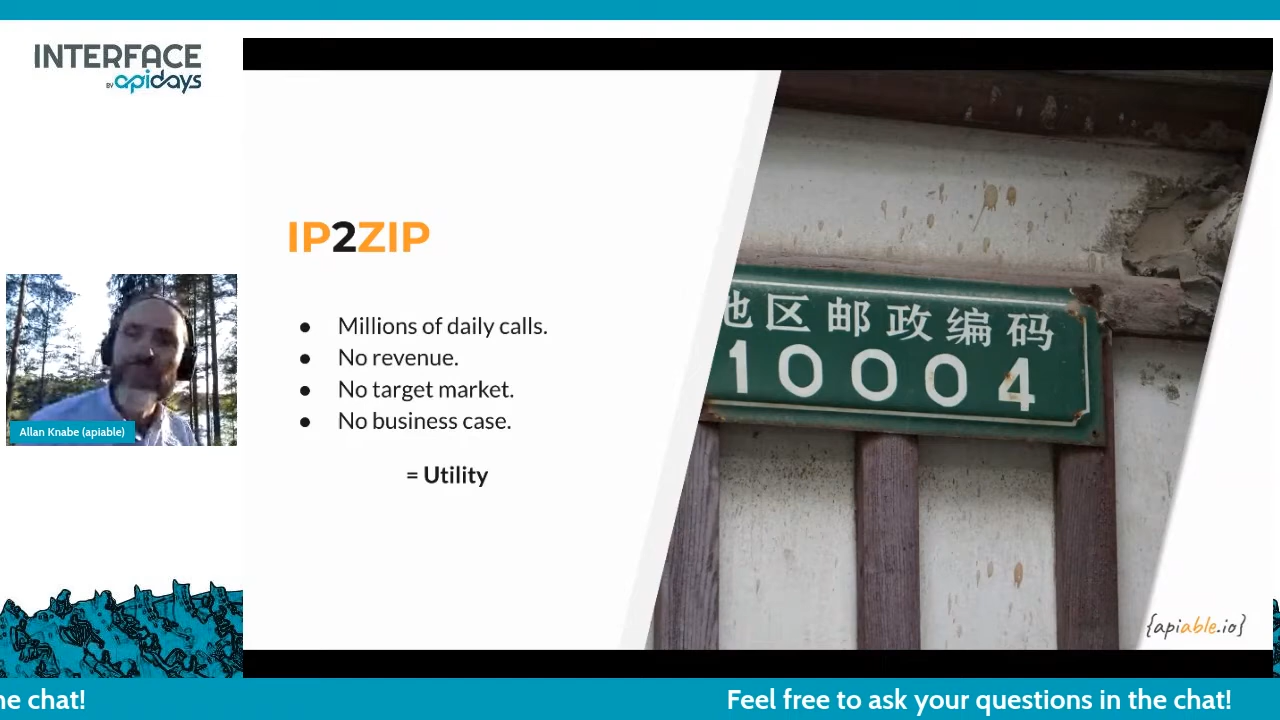 INTERFACE
BY apidays
Allan Knabe (apiable)
IP2ZIP
● Millions of daily calls.
● No revenue.
● No target market.
● No business case.
= Utility
地区邮政编码
10004
{apiable.io}
he chat!
Feel free to ask your questions in the chat!